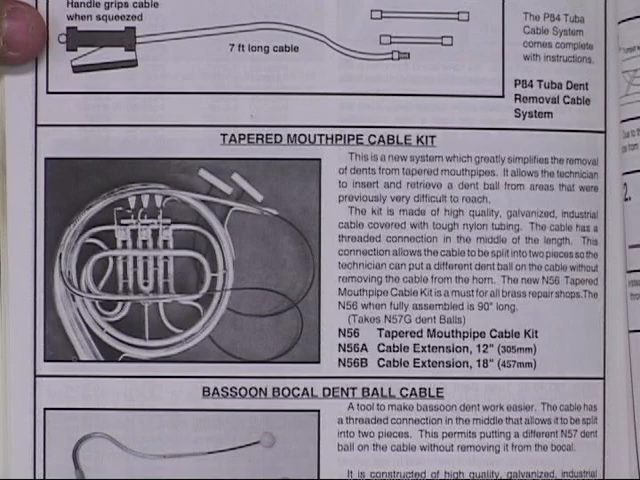 Handle grips cable
when squeezed
7 ft long cable
The P84 Tuba
Cable System
comes complete
with instructions.
P84 Tuba Dent
Removal Cable
System
TAPERED MOUTHPIPE CABLE KIT
This is a new system which greatly simplifies the removal
of dents from tapered mouthpipes. It allows the technician
to insert and retrieve a dent ball from areas that were
previously very difficult to reach.
The kit is made of high quality, galvanized, industrial
cable covered with tough nylon tubing. The cable has a
threaded connection in the middle of the length. This
connection allows the cable to be split into two pieces so the
technician can put a different dent ball on the cable without
removing the cable from the horn. The new N56 Tapered
Mouthpipe Cable Kit is a must for all brass repair shops.The
N56 when fully assembled is 90" long.
(Takes N57G dent Balls)
N56 Tapered Mouthpipe Cable Kit
N56A Cable Extension, 12" (305mm)
N56B Cable Extension, 18" (457mm)
BASSOON BOCAL DENT BALL CABLE
A tool to make bassoon dent work easier. The cable has
a threaded connection in the middle that allows it to be split
into two pieces. This permits putting a different N57 dent
ball on the cable without removing it from the bocal.
It is constructed of high quality, galvanized, industrial
2.